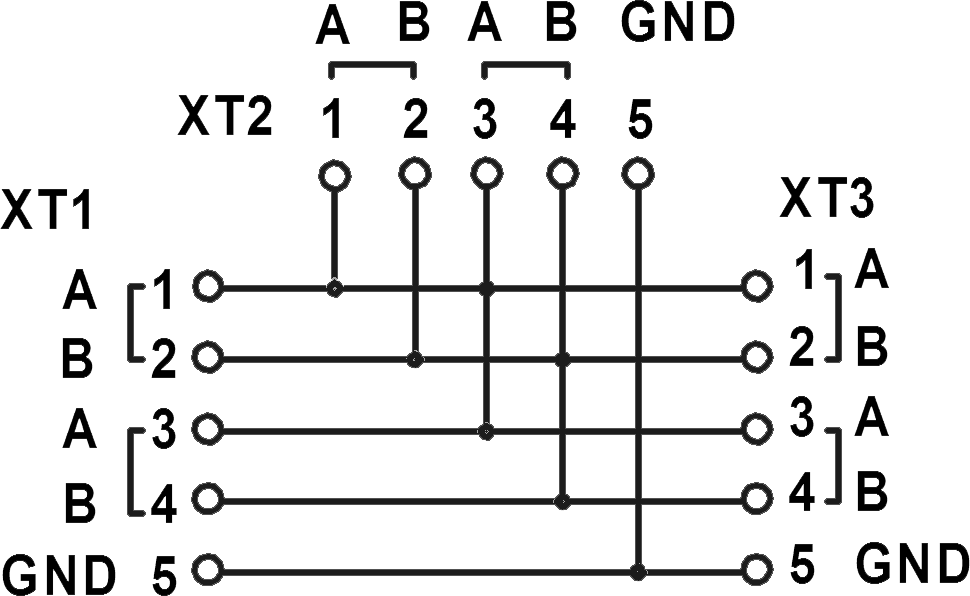 A B A B GND
XT2 1 2 3 4 5
XT1 XT3
A 1 1 A
B 2 2 B
A 3 3 A
B 4 4 B
GND 5 5 GND